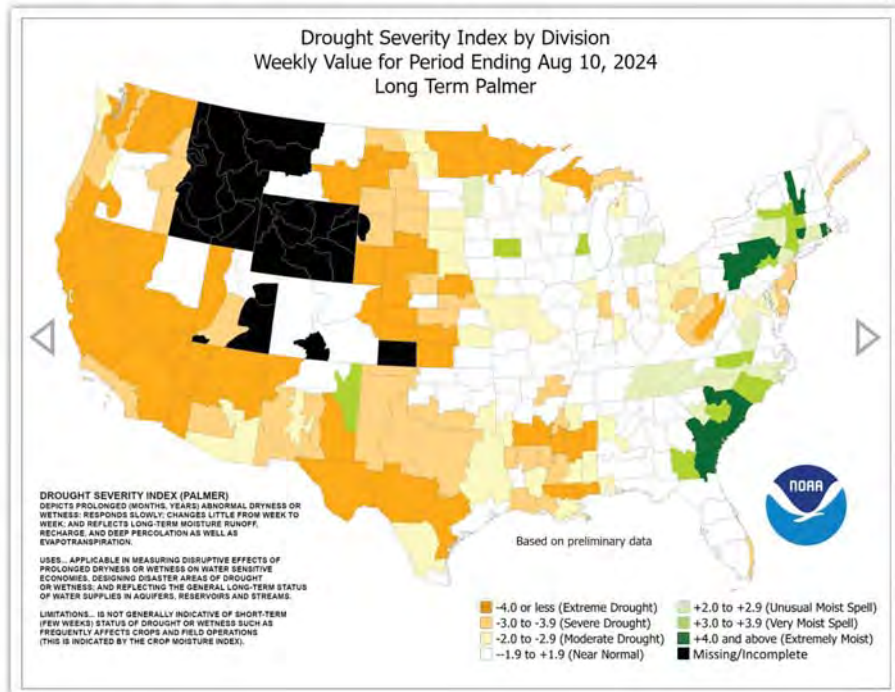 Drought Severity Index by Division
Weekly Value for Period Ending Aug 10, 2024
Long Term Palmer
DROUGHT SEVERITY INDEX (PALMER)
DEPICTS PROLONGED (MONTHS, YEARS) ABNORMAL DRYNESS OR
WETNESS; RESPONDS SLOWLY; CHANGES LITTLE FROM WEEK TO
WEEK; AND REFLECTS LONG-TERM MOISTURE RUNOFF,
RECHARGE, AND DEEP PERCOLATION AS WELL AS
EVAPOTRANSPIRATION.
USES... APPLICABLE IN MEASURING DISRUPTIVE EFFECTS OF
PROLONGED DRYNESS OR WETNESS ON WATER SENSITIVE
ECONOMIES, DESIGNING DISASTER AREAS OF DROUGHT
OR WETNESS; AND REFLECTING THE GENERAL LONG-TERM STATUS
OF WATER SUPPLIES IN AQUIFERS, RESERVOIRS AND STREAMS.
LIMITATIONS... IS NOT GENERALLY INDICATIVE OF SHORT-TERM
(FEW WEEKS) STATUS OF DROUGHT OR WETNESS SUCH AS
FREQUENTLY AFFECTS CROPS AND FIELD OPERATIONS
(THIS IS INDICATED BY THE CROP MOISTURE INDEX).
NOAA
Based on preliminary data
-4.0 or less (Extreme Drought)
-3.0 to -3.9 (Severe Drought)
-2.0 to -2.9 (Moderate Drought)
--1.9 to +1.9 (Near Normal)
+2.0 to +2.9 (Unusual Moist Spell)
+3.0 to +3.9 (Very Moist Spell)
+4.0 and above (Extremely Moist)
Missing/Incomplete